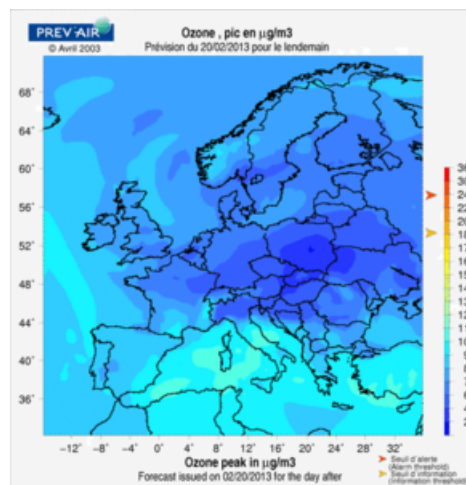 PREV'AIR
© Avril 2003
Ozone , pic en µg/m3
Prévision du 20/02/2013 pour le lendemain
68°
64°
60°
56°
52°
48°
44°
40°
36°
-12° -8° -4° 0° 4° 8° 12° 16° 20° 24° 28° 32°
Ozone peak in µg/m3
Forecast issued on 02/20/2013 for the day after
Seuil d'alerte
(Alarm threshold)
Seuil d'information
(Information threshold)